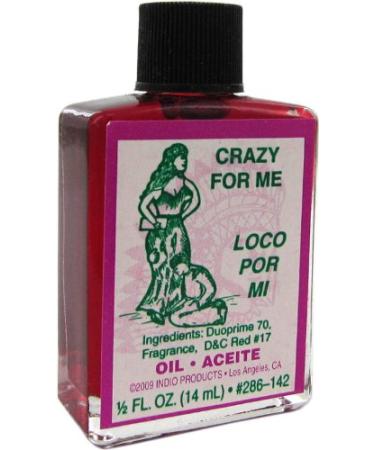 CRAZY
FOR ME
LOCO
POR
MI
Ingredients: Duoprime 70,
Fragrance, D&C Red #17
OIL • ACEITE
©2009 INDIO PRODUCTS • Los Angeles, CA
½ FL. OZ. (14 mL) • #286-142